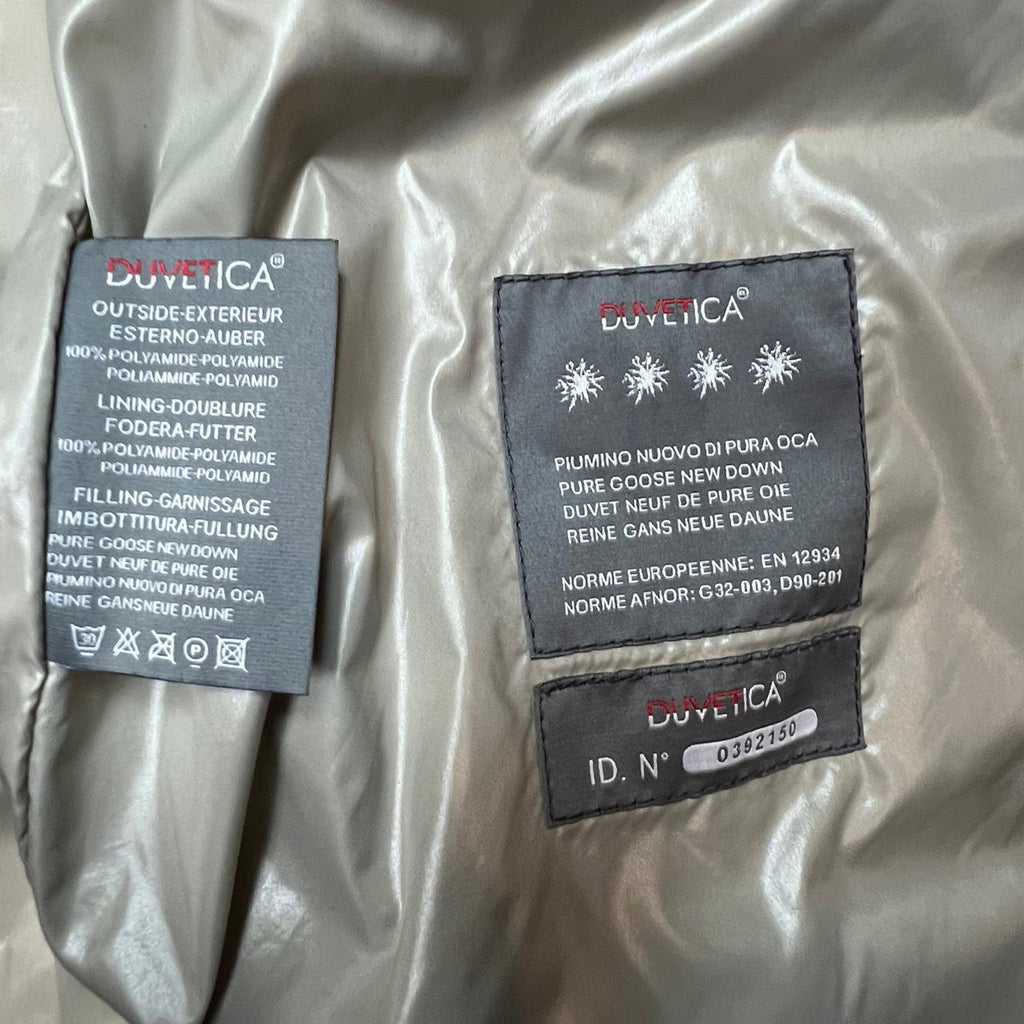 DUVETICA®
OUTSIDE-EXTERIEUR
ESTERNO-AUBER
100% POLYAMIDE-POLYAMIDE
POLIAMMIDE-POLYAMID
LINING-DOUBLURE
FODERA-FUTTER
100% POLYAMIDE-POLYAMIDE
POLIAMMIDE-POLYAMID
FILLING-GARNISSAGE
IMBOTTITURA-FULLUNG
PURE GOOSE NEW DOWN
DUVET NEUF DE PURE OIE
PIUMINO NUOVO DI PURA OCA
REINE GANS NEUE DAUNE
30
P
DUVETICA®
PIUMINO NUOVO DI PURA OCA
PURE GOOSE NEW DOWN
DUVET NEUF DE PURE OIE
REINE GANS NEUE DAUNE
NORME EUROPEENNE: EN 12934
NORME AFNOR: G32-003, D90-201
DUVETICA®
ID. N° 0392150